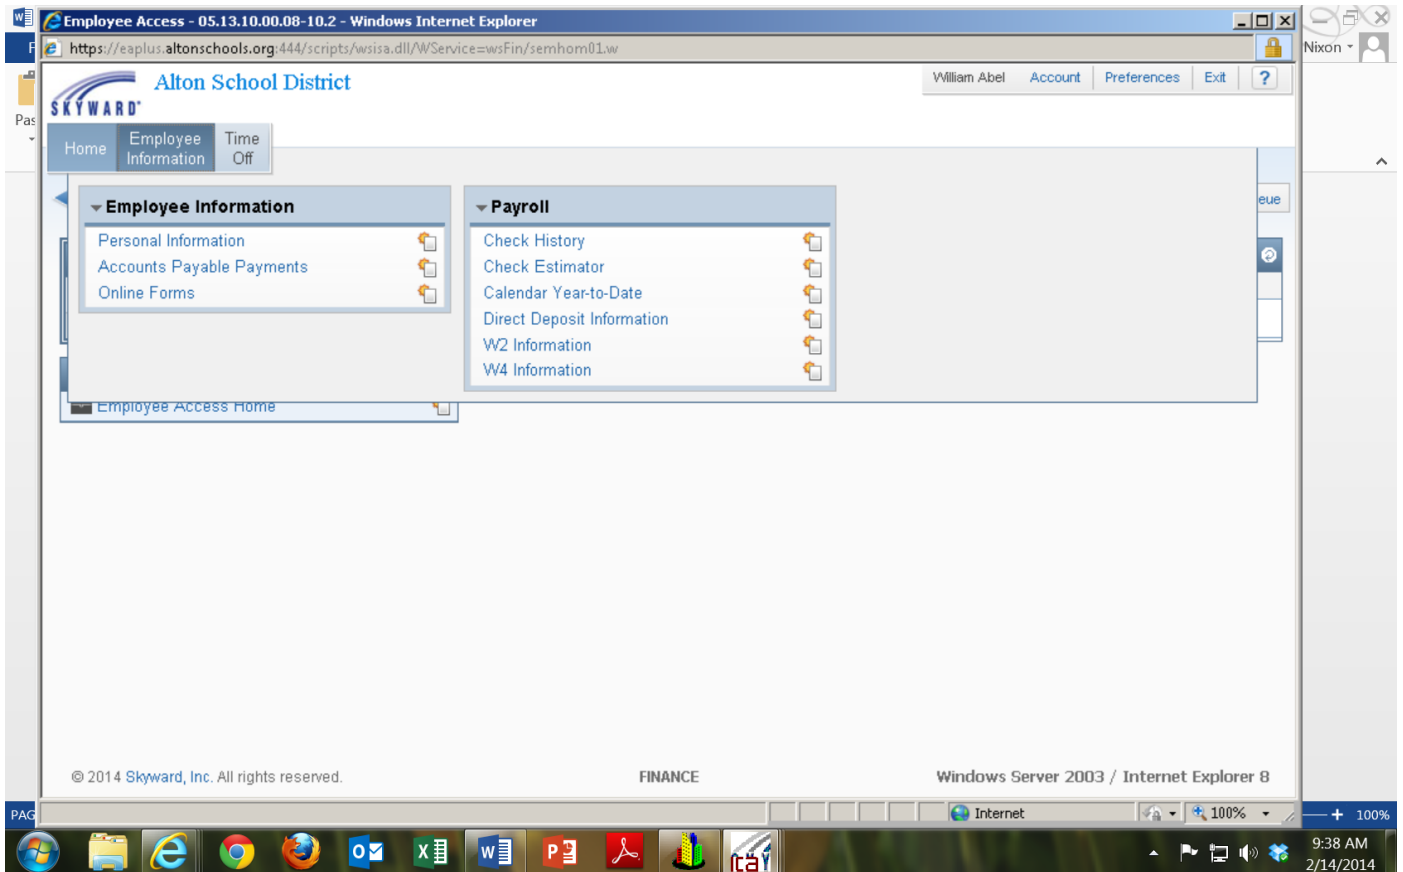 Employee Access - 05.13.10.00.08-10.2 - Windows Internet Explorer
https://eaplus.altonschools.org:444/scripts/wsisa.dll/WService=wsFin/semhom01.w
Nixon
SKYWARD
Alton School District
William Abel Account Preferences Exit ?
Pas
Home
Employee Information
Time Off
eue
Employee Information
Personal Information
Accounts Payable Payments
Online Forms
Payroll
Check History
Check Estimator
Calendar Year-to-Date
Direct Deposit Information
W2 Information
W4 Information
Employee Access Home
© 2014 Skyward, Inc. All rights reserved.
FINANCE
Windows Server 2003 / Internet Explorer 8
PAG
Internet
100%
100%
9:38 AM
2/14/2014